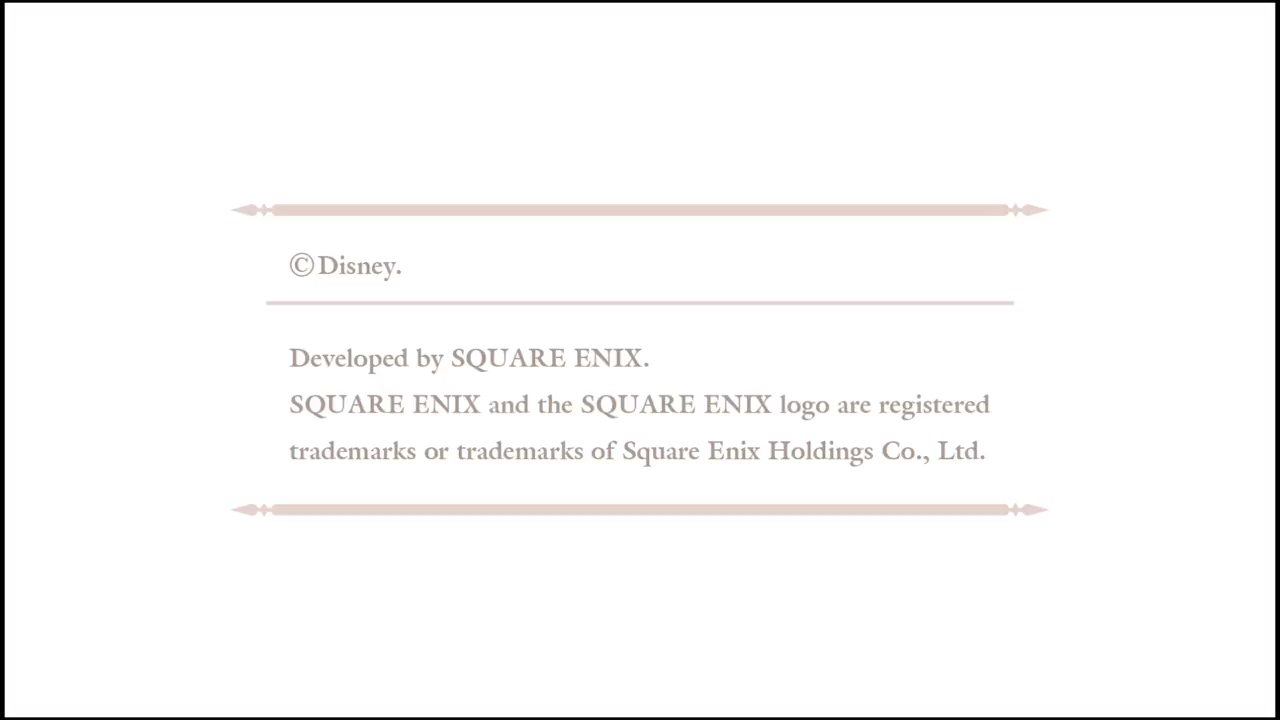 ©Disney.
Developed by SQUARE ENIX.
SQUARE ENIX and the SQUARE ENIX logo are registered
trademarks or trademarks of Square Enix Holdings Co., Ltd.